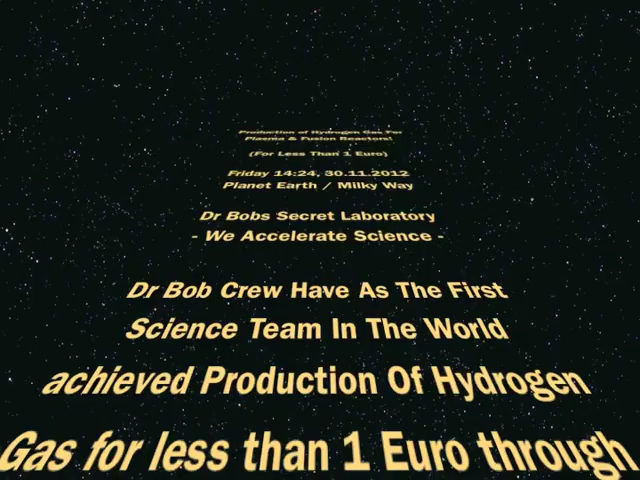 Production of Hydrogen Gas For
Plasma & Fusion Reactors!
(For Less Than 1 Euro)
Friday 14:24, 30.11.2012
Planet Earth / Milky Way
Dr Bobs Secret Laboratory
- We Accelerate Science -
Dr Bob Crew Have As The First
Science Team In The World
achieved Production Of Hydrogen
Gas for less than 1 Euro through